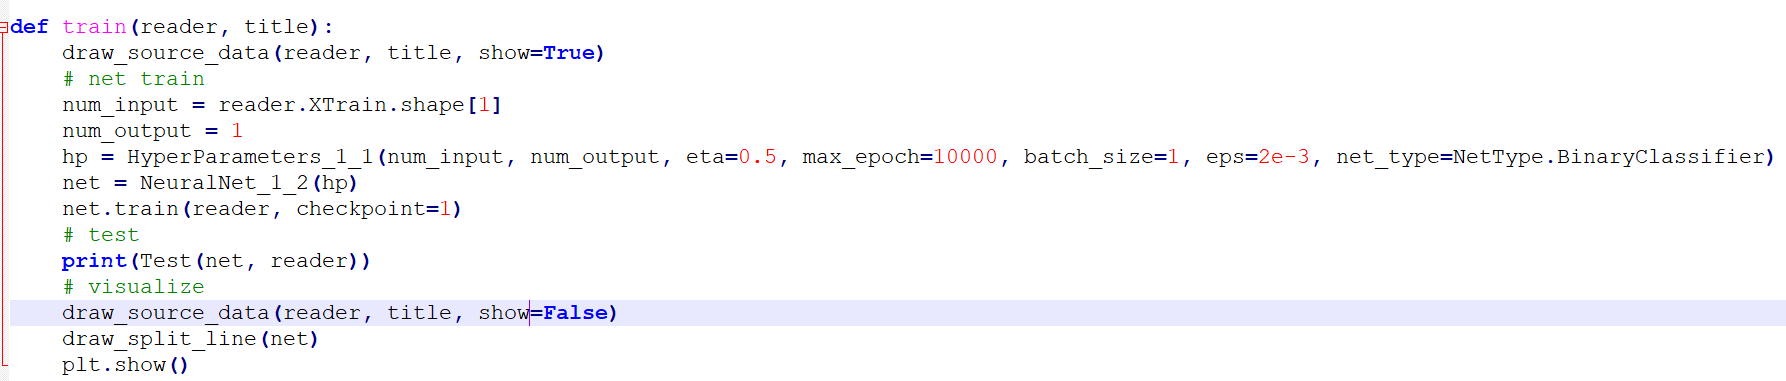 def train(reader, title):
    draw_source_data(reader, title, show=True)
    # net train
    num_input = reader.XTrain.shape[1]
    num_output = 1
    hp = HyperParameters_1_1(num_input, num_output, eta=0.5, max_epoch=10000, batch_size=1, eps=2e-3, net_type=NetType.BinaryClassifier)
    net = NeuralNet_1_2(hp)
    net.train(reader, checkpoint=1)
    # test
    print(Test(net, reader))
    # visualize
    draw_source_data(reader, title, show=False)
    draw_split_line(net)
    plt.show()